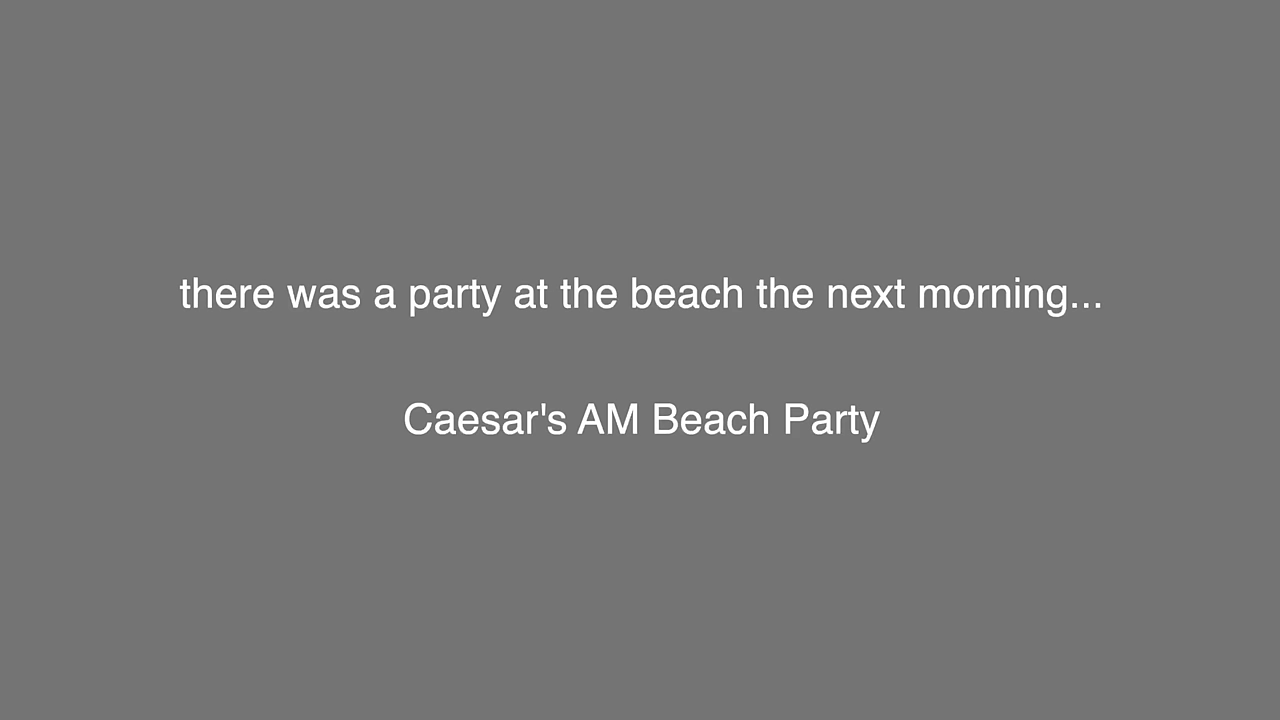 there was a party at the beach the next morning...
Caesar's AM Beach Party